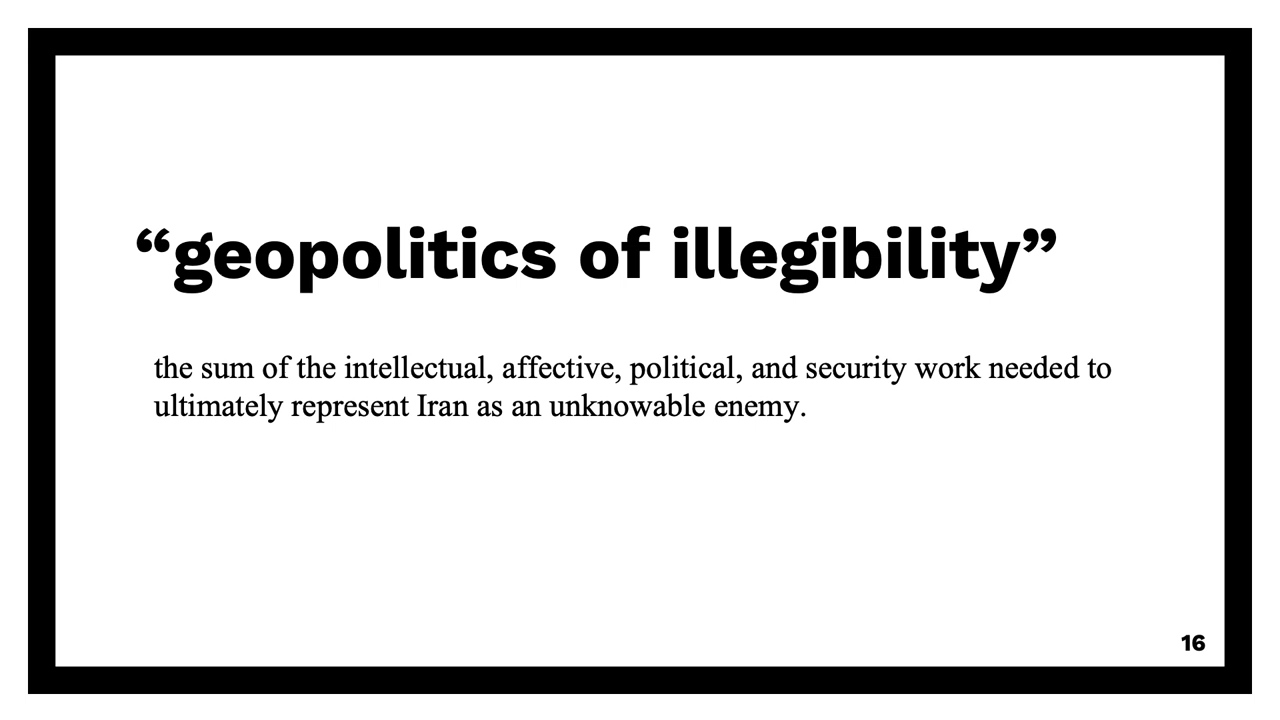 “geopolitics of illegibility”
the sum of the intellectual, affective, political, and security work needed to
ultimately represent Iran as an unknowable enemy.
16